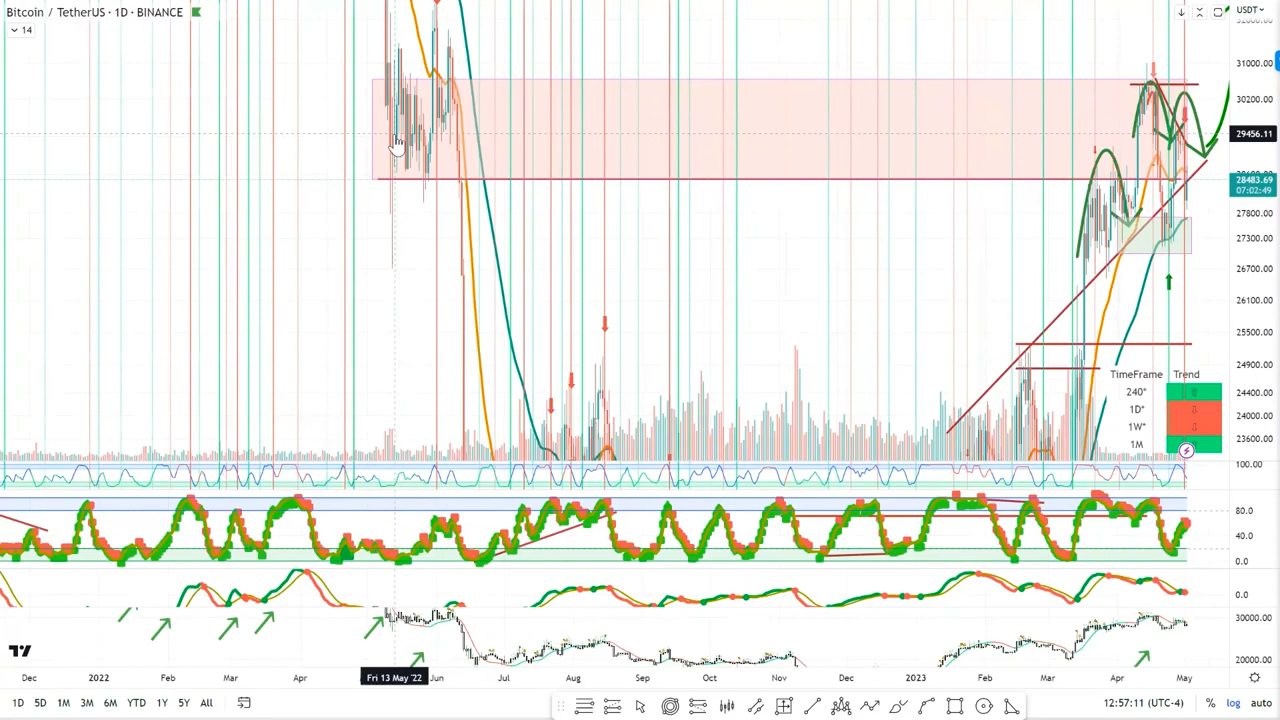 Bitcoin / TetherUS · 1D · BINANCE
USDT
14
32000.00
31000.00
30200.00
29456.11
28483.69
07:02:49
27800.00
27300.00
26700.00
26100.00
25500.00
24900.00
24400.00
24000.00
23600.00
TimeFrame Trend
240"
1D"
1W"
1M
100.00
80.0
40.0
0.0
0.0
30000.00
20000.00
Dec 2022 Feb Mar Apr Fri 13 May '22 Jun Jul Aug Sep Oct Nov Dec 2023 Feb Mar Apr May
1D 5D 1M 3M 6M YTD 1Y 5Y All
12:57:11 (UTC-4) % log auto